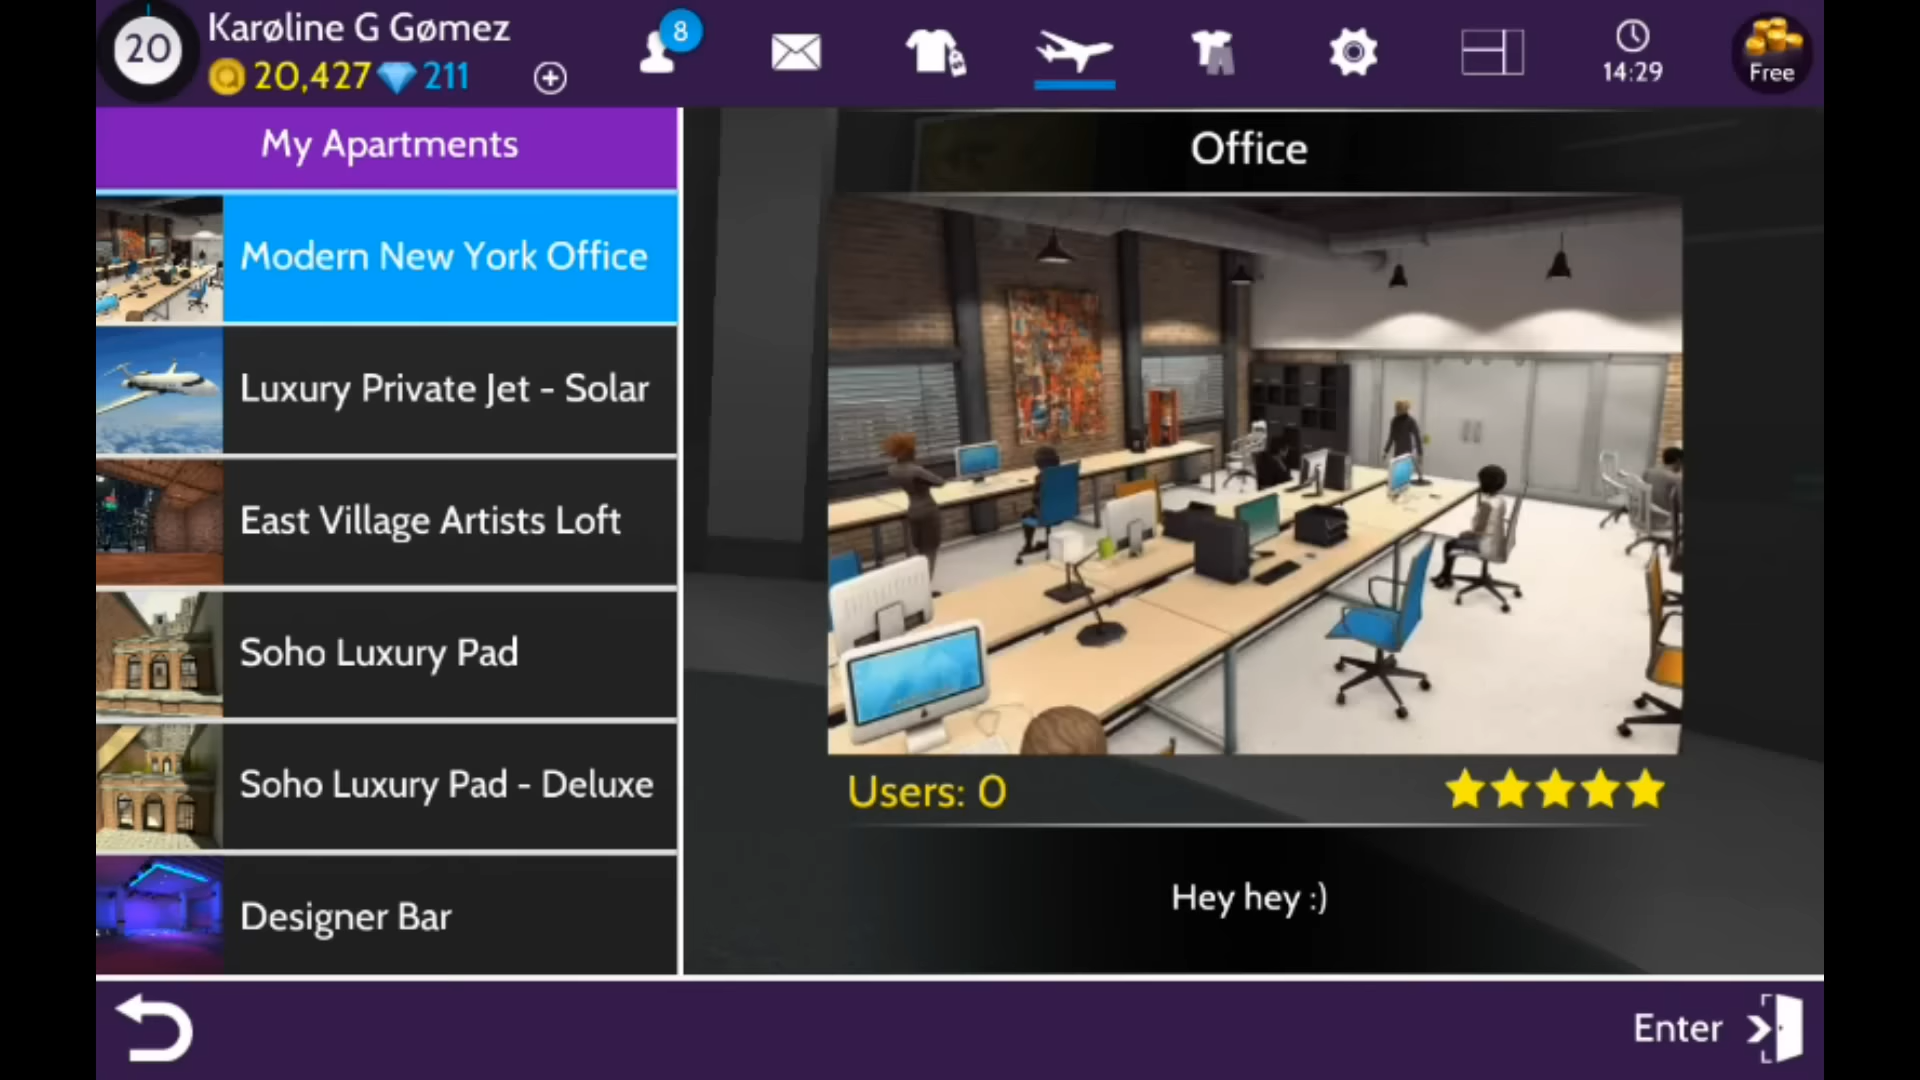 20
Karøline G Gømez
20,427 211
8
14:29
Free
My Apartments
Modern New York Office
Luxury Private Jet - Solar
East Village Artists Loft
Soho Luxury Pad
Soho Luxury Pad - Deluxe
Designer Bar
Office
Users: 0
Hey hey :)
Enter